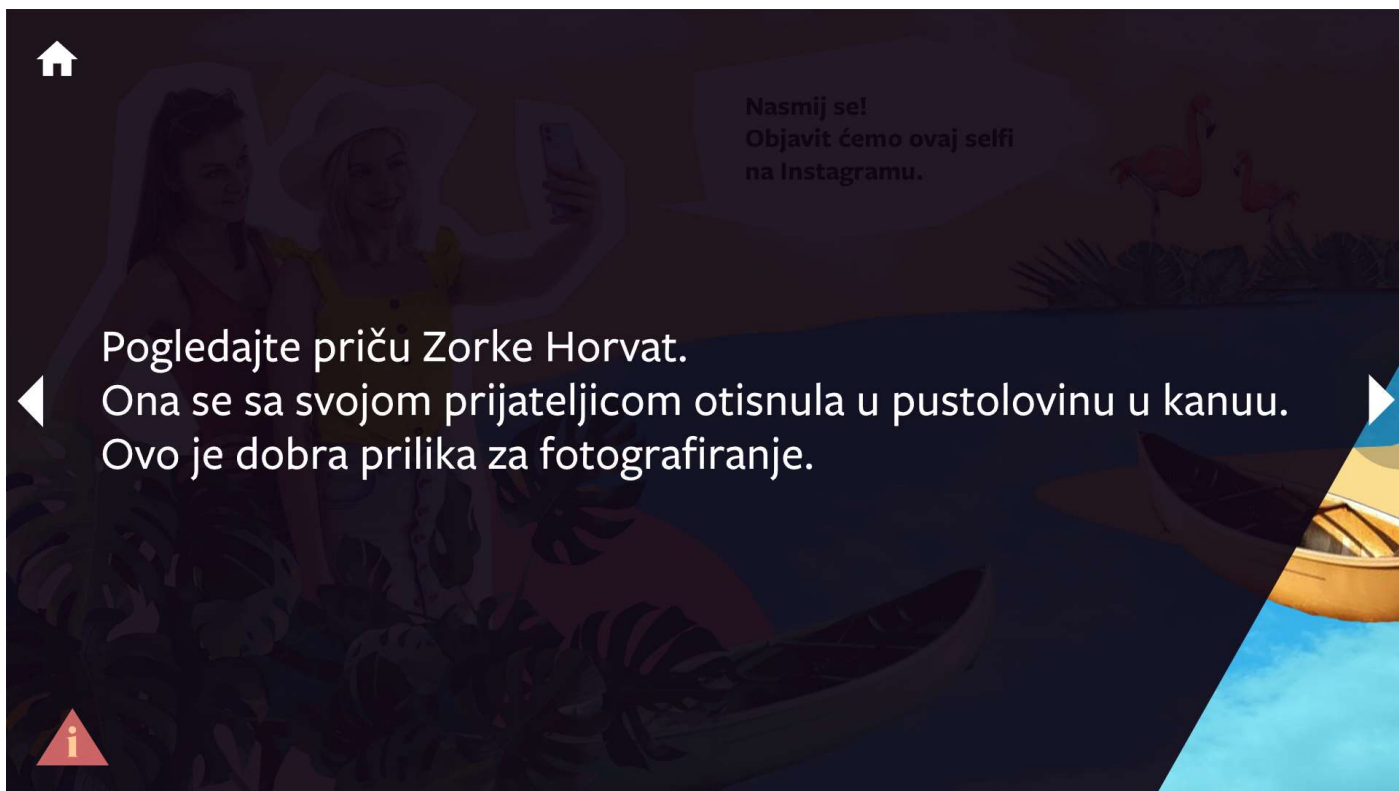 Nasmij se!
Objavit ćemo ovaj selfi
na Instagramu.
Pogledajte priču Zorke Horvat.
Ona se sa svojom prijateljicom otisnula u pustolovinu u kanuu.
Ovo je dobra prilika za fotografiranje.
i